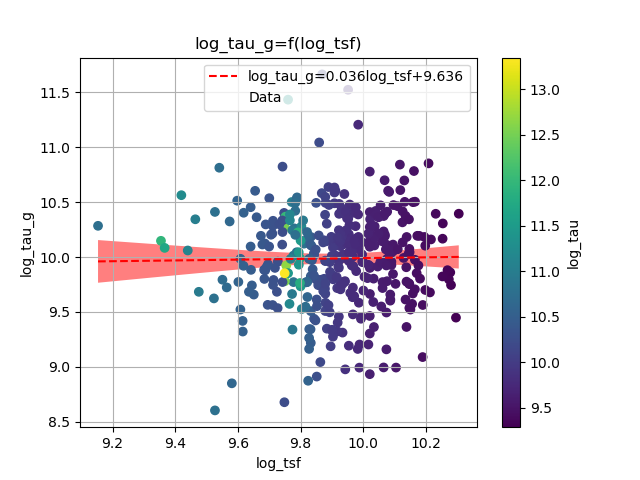 log_tau_g=f(log_tsf)
log_tau_g=0.036log_tsf+9.636
Data
log_tau_g
11.5
11.0
10.5
10.0
9.5
9.0
8.5
9.2 9.4 9.6 9.8 10.0 10.2
log_tsf
13.0
12.5
12.0
11.5
11.0
10.5
10.0
9.5
log_tau